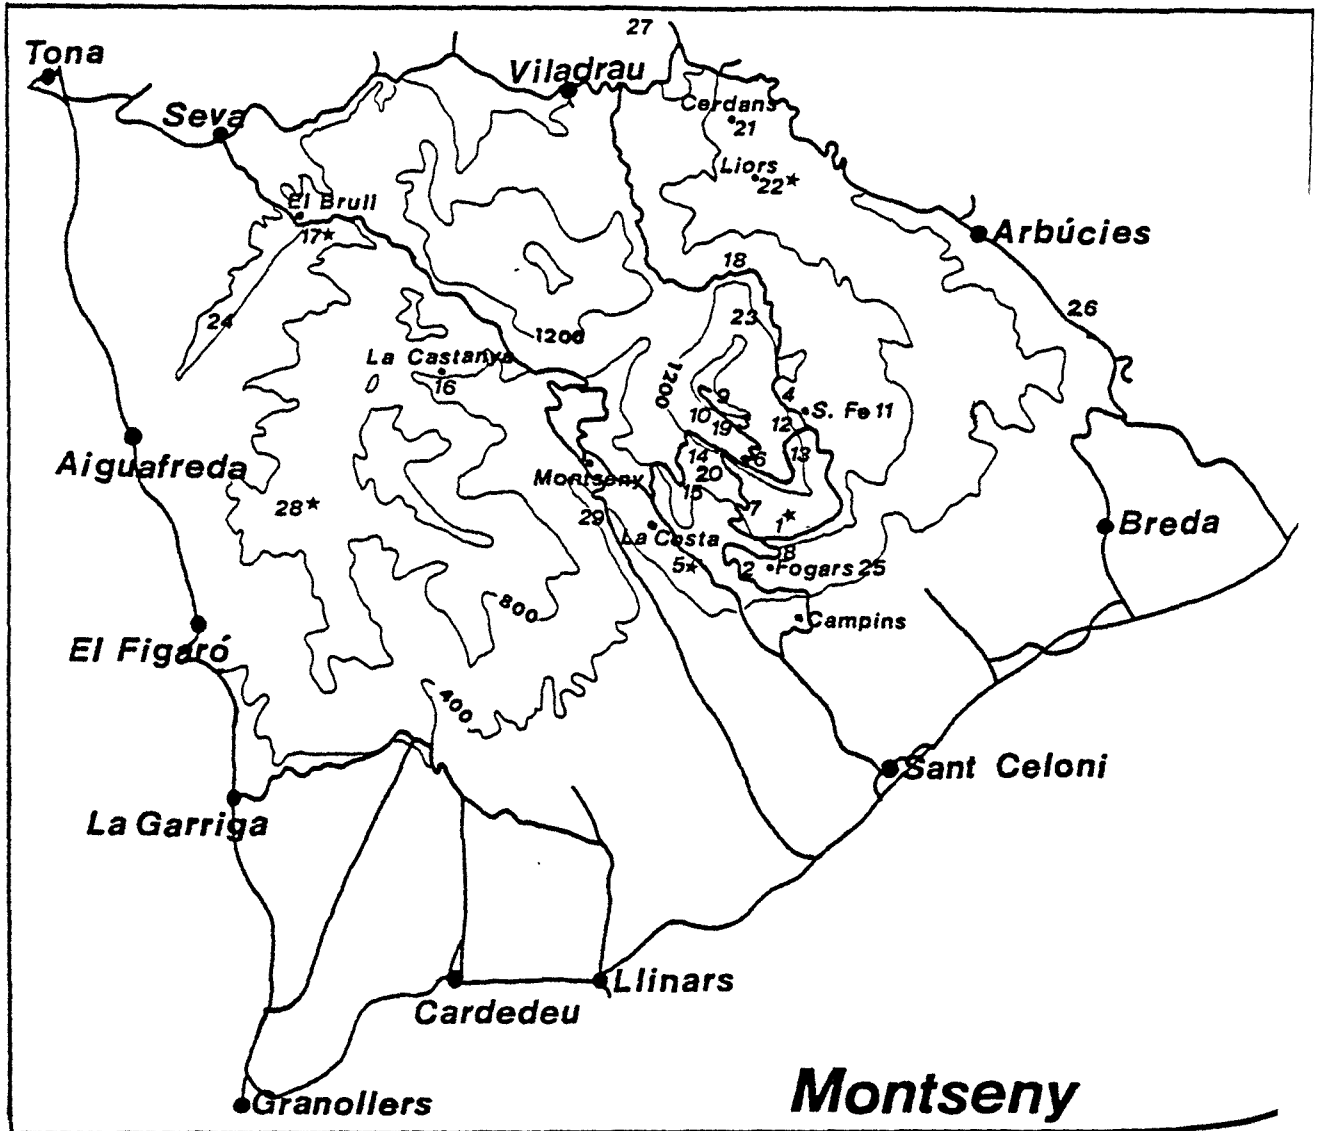 27
Tona
Viladrau
Cerdans
21
Seva
Liors
22★
El Brull
17★
Arbúcies
18
26
24
23
1200
La Castanya
16
1200
9
4
10
S. Fe 11
19
12
14
6
13
Aiguafreda
20
Montseny
15
28★
7
29
1★
Breda
La Costa
8
5★
2
Fogars 25
800
Campins
El Figaró
400
Sant Celoni
La Garriga
Llinars
Cardedeu
Granollers
Montseny